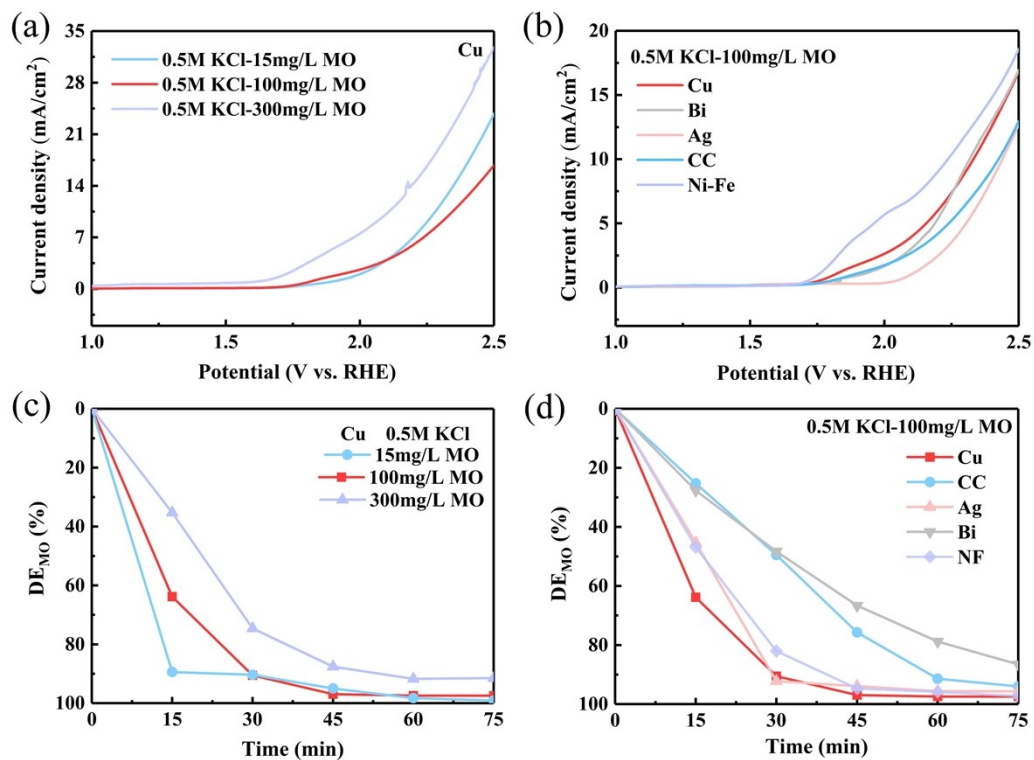 (a)
Current density (mA/cm²)
35
28
21
14
7
0
0.5M KCl-15mg/L MO
0.5M KCl-100mg/L MO
0.5M KCl-300mg/L MO
Cu
1.0
1.5
2.0
2.5
Potential (V vs. RHE)
(b)
Current density (mA/cm²)
20
15
10
5
0
0.5M KCl-100mg/L MO
Cu
Bi
Ag
CC
Ni-Fe
1.0
1.5
2.0
2.5
Potential (V vs. RHE)
(c)
DE_MO (%)
0
20
40
60
80
100
Cu 0.5M KCl
15mg/L MO
100mg/L MO
300mg/L MO
0
15
30
45
60
75
Time (min)
(d)
DE_MO (%)
0
20
40
60
80
100
0.5M KCl-100mg/L MO
Cu
CC
Ag
Bi
NF
0
15
30
45
60
75
Time (min)